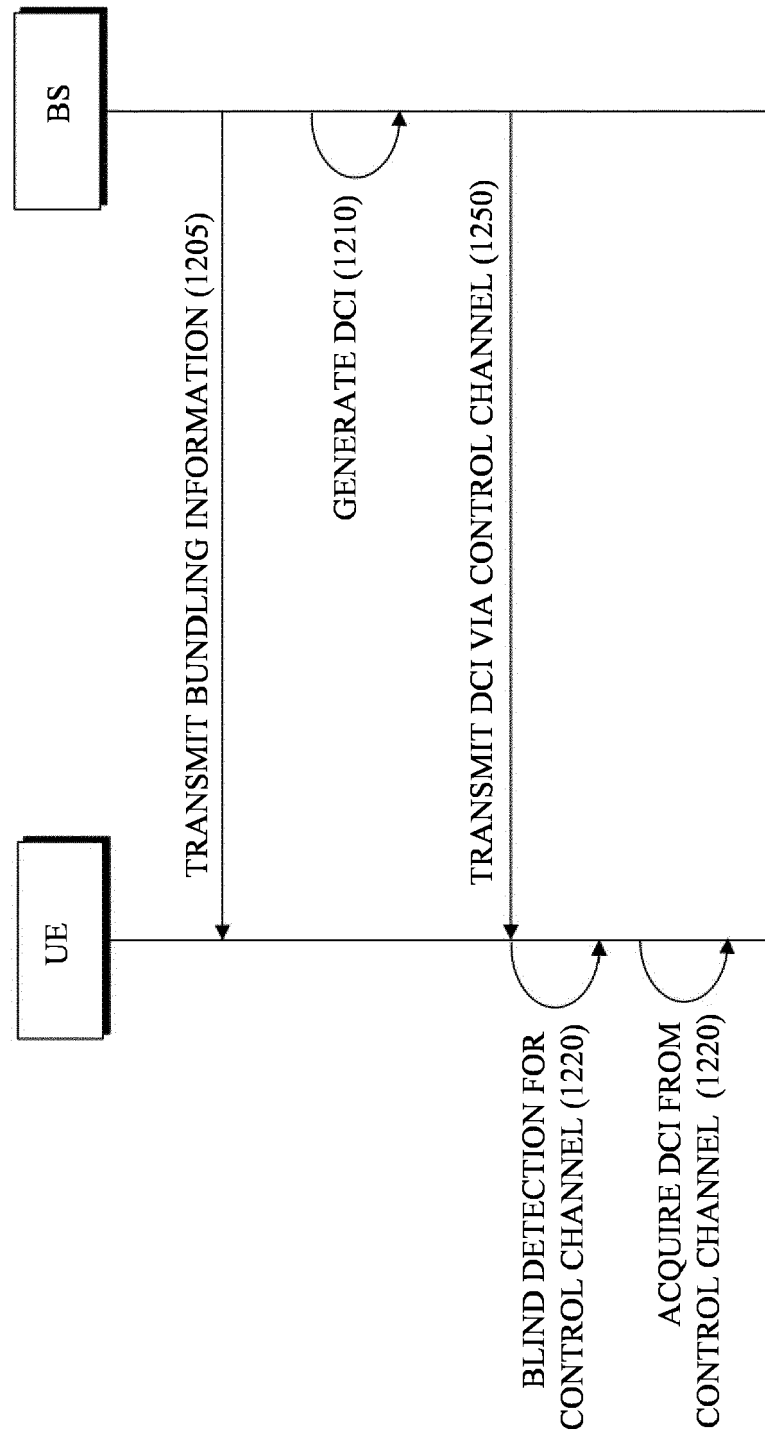 UE
BS
TRANSMIT BUNDLING INFORMATION (1205)
GENERATE DCI (1210)
TRANSMIT DCI VIA CONTROL CHANNEL (1250)
BLIND DETECTION FOR
CONTROL CHANNEL (1220)
ACQUIRE DCI FROM
CONTROL CHANNEL (1220)